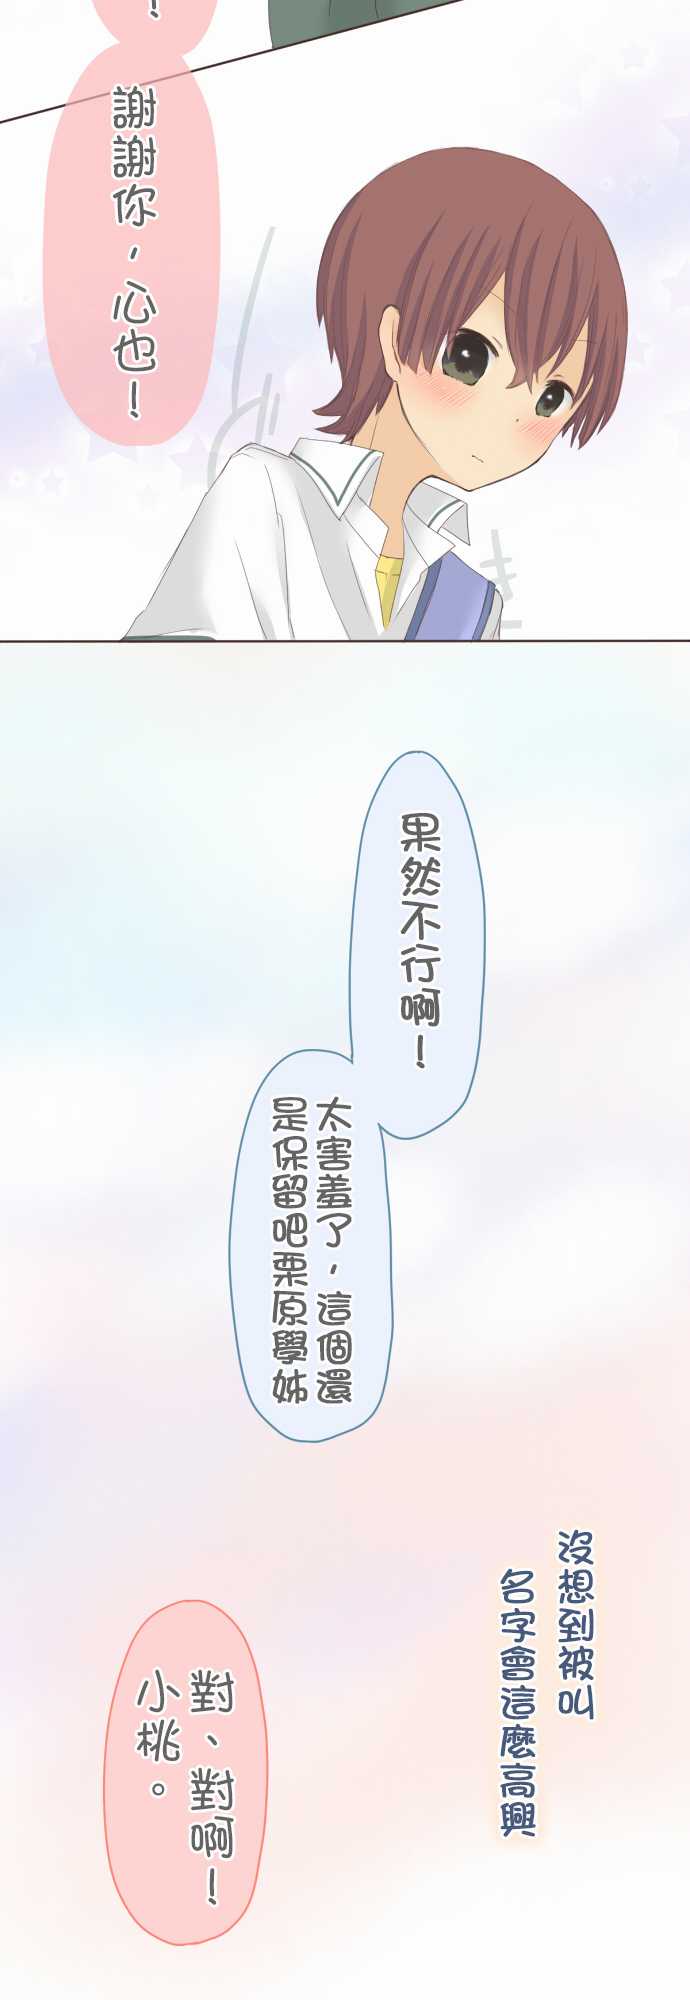 !
謝謝你，心也！
果然不行啊！
太害羞了，這個還
是保留吧栗原學姊
沒想到被叫
名字會這麼高興
對、對啊！
小桃。